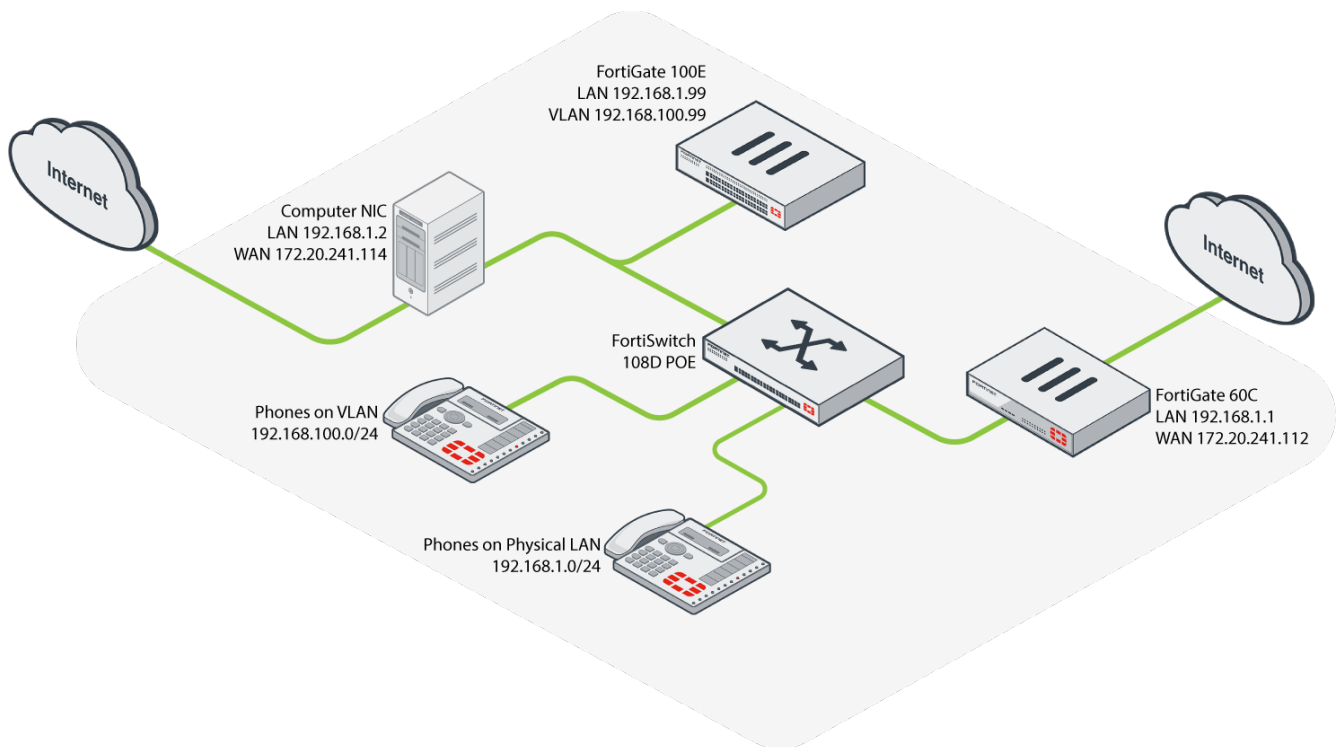 FortiGate 100E
LAN 192.168.1.99
VLAN 192.168.100.99
Internet
Computer NIC
LAN 192.168.1.2
WAN 172.20.241.114
Internet
FortiSwitch
108D POE
FortiGate 60C
LAN 192.168.1.1
WAN 172.20.241.112
Phones on VLAN
192.168.100.0/24
Phones on Physical LAN
192.168.1.0/24